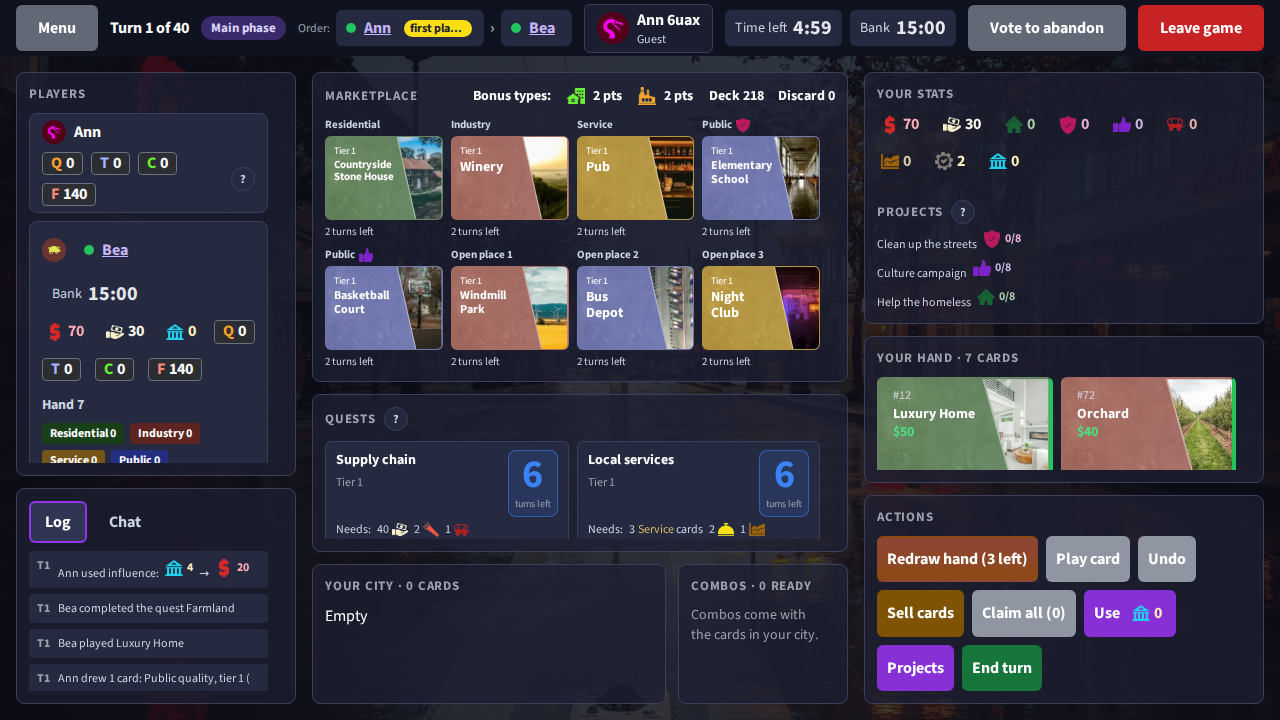 Menu
Turn 1 of 40
Main phase
Order:
Ann
first pla...
›
Bea
Ann 6uax
Guest
Time left 4:59
Bank 15:00
Vote to abandon
Leave game
PLAYERS
Ann
Q 0
T 0
C 0
F 140
?
Bea
Bank 15:00
70
30
0
Q 0
T 0
C 0
F 140
Hand 7
Residential 0
Industry 0
Service 0
Public 0
Log
Chat
T1 Ann used influence: 4 → 20
T1 Bea completed the quest Farmland
T1 Bea played Luxury Home
T1 Ann drew 1 card: Public quality, tier 1 (
MARKETPLACE
Bonus types: 2 pts 2 pts Deck 218 Discard 0
Residential
Industry
Service
Public
Tier 1
Countryside
Stone House
Tier 1
Winery
Tier 1
Pub
Tier 1
Elementary
School
2 turns left
2 turns left
2 turns left
2 turns left
Public
Open place 1
Open place 2
Open place 3
Tier 1
Basketball
Court
Tier 1
Windmill
Park
Tier 1
Bus
Depot
Tier 1
Night
Club
2 turns left
2 turns left
2 turns left
2 turns left
QUESTS ?
Supply chain
Tier 1
6
turns left
Needs: 40 2 1
Local services
Tier 1
6
turns left
Needs: 3 Service cards 2 1
YOUR CITY · 0 CARDS
Empty
COMBOS · 0 READY
Combos come with
the cards in your city.
YOUR STATS
70
30
0
0
0
0
0
2
0
PROJECTS ?
Clean up the streets 0/8
Culture campaign 0/8
Help the homeless 0/8
YOUR HAND · 7 CARDS
#12
Luxury Home
$50
#72
Orchard
$40
ACTIONS
Redraw hand (3 left)
Play card
Undo
Sell cards
Claim all (0)
Use 0
Projects
End turn